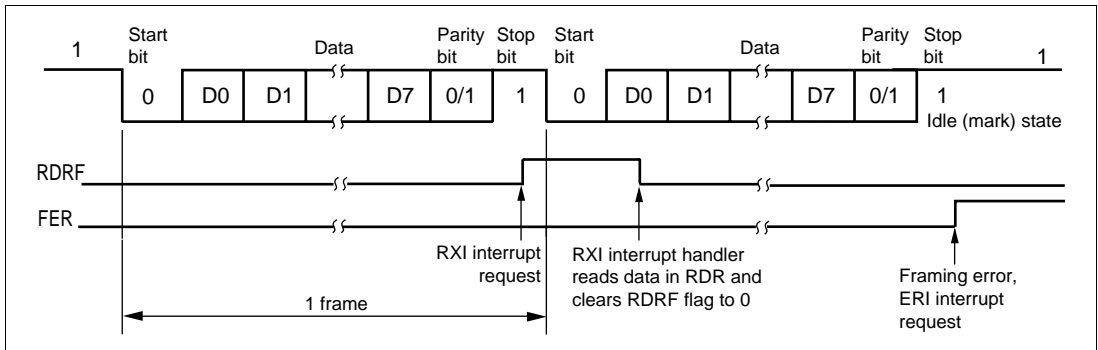 1
Start
bit
Data
Parity
bit
Stop
bit
Start
bit
Data
Parity
bit
Stop
bit
1
0
D0
D1
D7
0/1
1
0
D0
D1
D7
0/1
1
Idle (mark) state
RDRF
FER
RXI interrupt
request
RXI interrupt handler
reads data in RDR and
clears RDRF flag to 0
Framing error,
ERI interrupt
request
1 frame